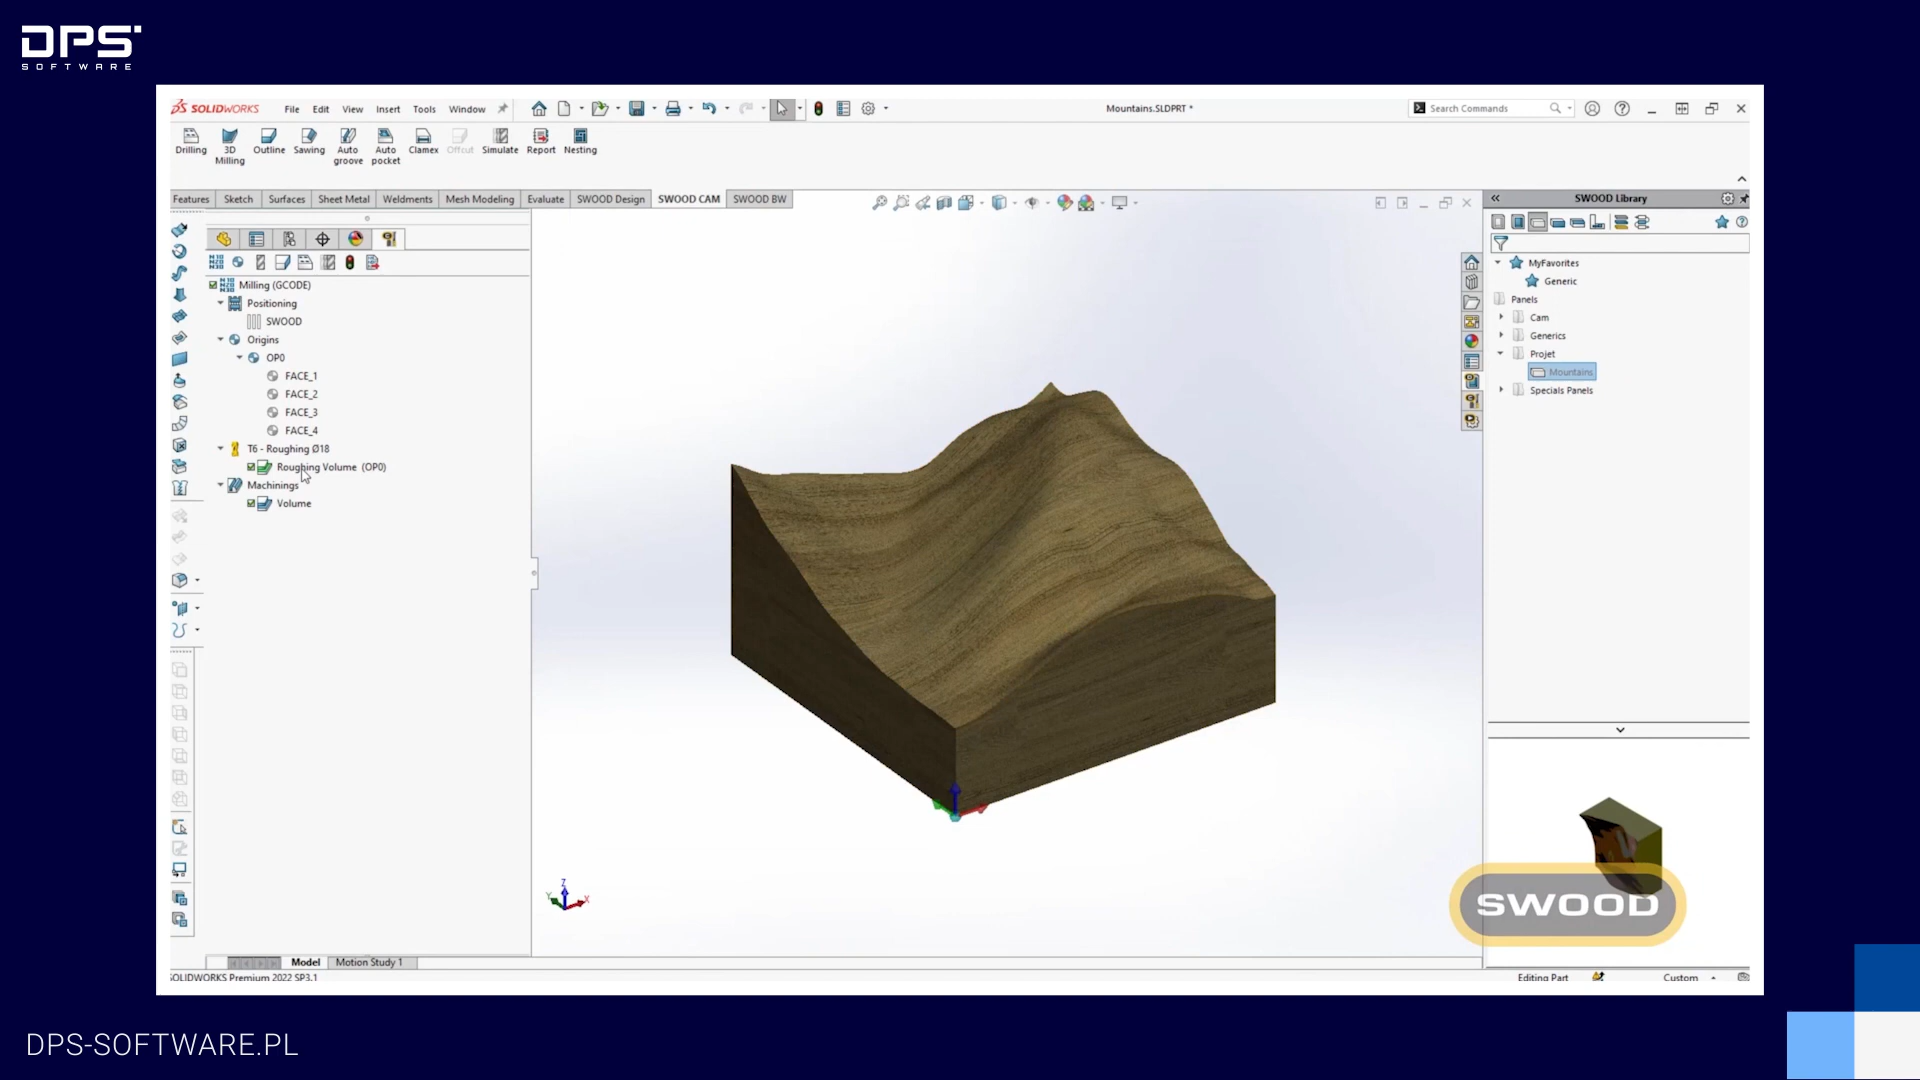 DPS
SOFTWARE
SOLIDWORKS File Edit View Insert Tools Window Mountains.SLDPRT * Search Commands
Drilling 3D Milling Outline Sawing Auto groove Auto pocket Clamex Offcut Simulate Report Nesting
Features Sketch Surfaces Sheet Metal Weldments Mesh Modeling Evaluate SWOOD Design SWOOD CAM SWOOD BW
SWOOD Library
Milling (GCODE)
Positioning
SWOOD
Origins
OP0
FACE_1
FACE_2
FACE_3
FACE_4
T6 - Roughing Ø18
Roughing Volume (OP0)
Machinings
Volume
MyFavorites
Generic
Panels
Cam
Generics
Projet
Mountains
Specials Panels
Z
Y
X
SWOOD
Model Motion Study 1
SOLIDWORKS Premium 2022 SP3.1
Editing Part Custom
DPS-SOFTWARE.PL